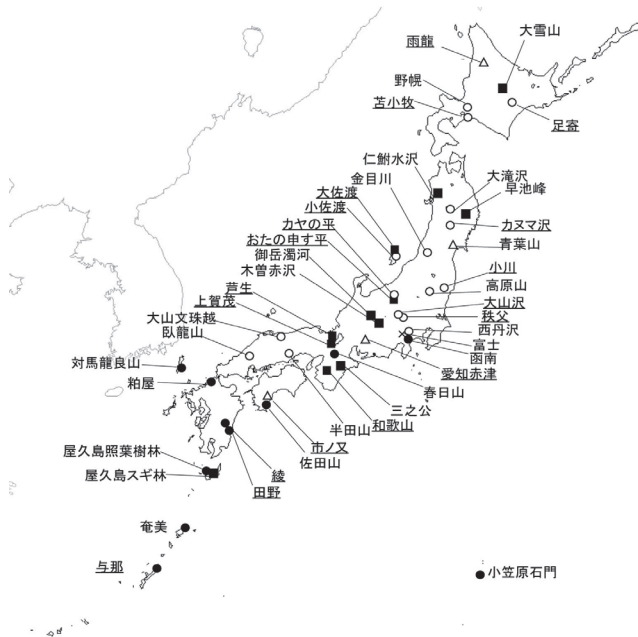 大雪山
雨龍
野幌
苫小牧
足寄
仁鮒水沢
金目川
大滝沢
早池峰
大佐渡
小佐渡
カヌマ沢
カヤの平
青葉山
おたの申す平
御岳濁河
小川
木曽赤沢
高原山
芦生
大山沢
上賀茂
秩父
大山文珠越
西丹沢
臥龍山
富士
函南
対馬龍良山
愛知赤津
粕屋
春日山
三之公
半田山
和歌山
市ノ又
屋久島照葉樹林
佐田山
屋久島スギ林
綾
田野
奄美
与那
小笠原石門